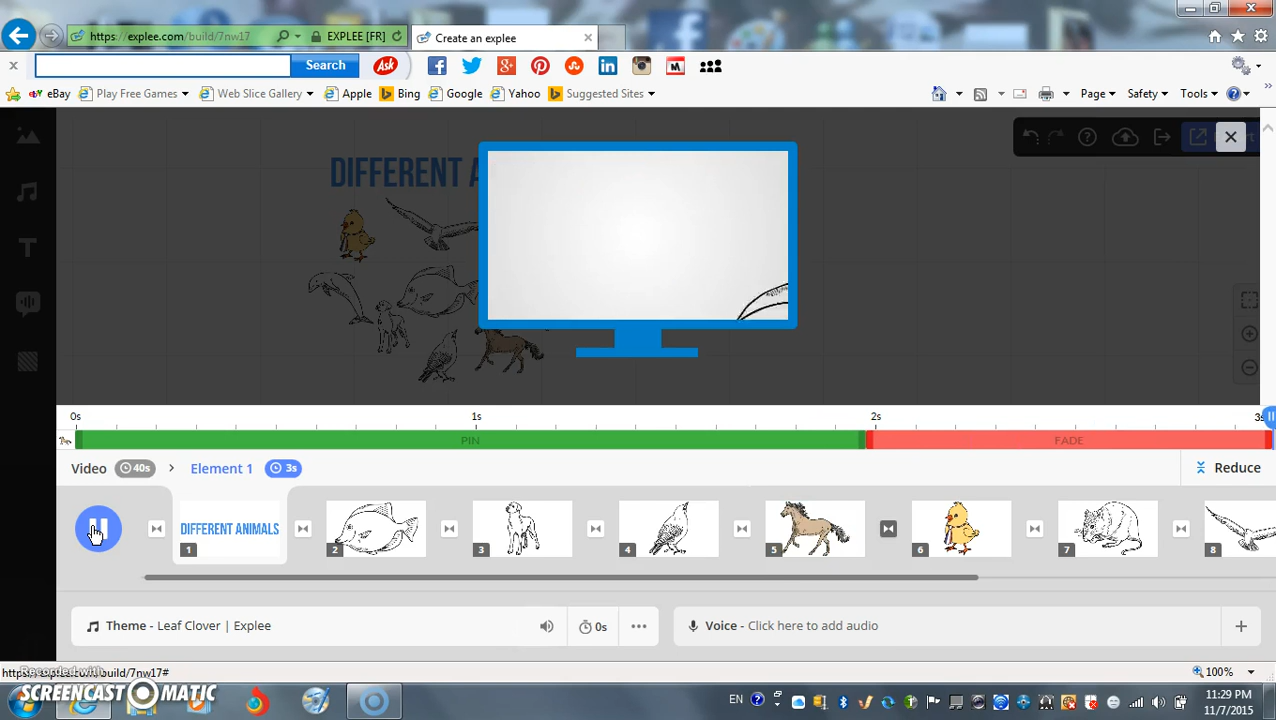 https://explee.com/build/7nw17 EXPLEE [FR] Create an explee
Search Ask
eBay Play Free Games Web Slice Gallery Apple Bing Google Yahoo Suggested Sites Page Safety Tools
DIFFERENT A
0s 1s 2s 3s
PIN FADE
Video 40s Element 1 3s Reduce
DIFFERENT ANIMALS
1 2 3 4 5 6 7 8
Theme - Leaf Clover | Explee 0s Voice - Click here to add audio
https://explee.com/build/7nw17# 100%
Recorded with
SCREENCAST MATIC
EN 11:29 PM
11/7/2015